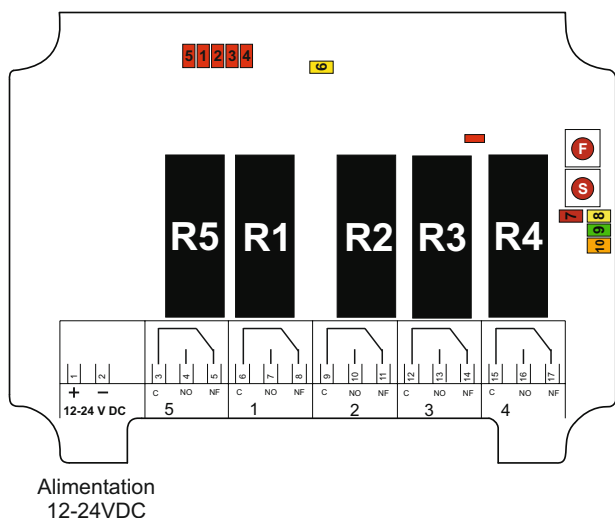 5 1 2 3 4
6
F
S
7 8
9
10
R5 R1 R2 R3 R4
1 2 3 4 5 6 7 8 9 10 11 12 13 14 15 16 17
+ − C NO NF C NO NF C NO NF C NO NF C NO NF
12-24 V DC 5 1 2 3 4
Alimentation
12-24VDC